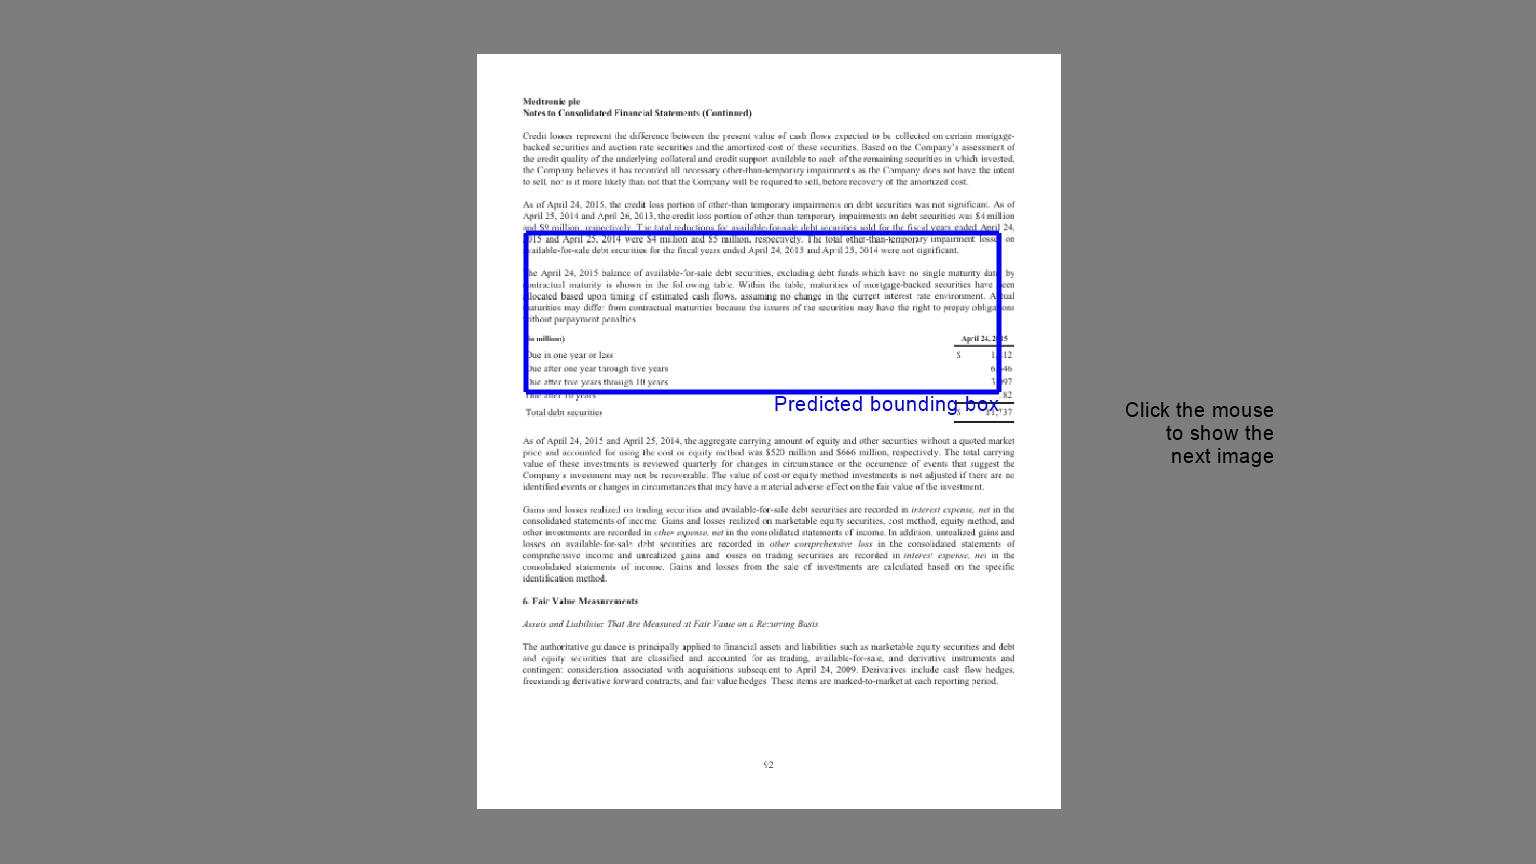 Medtronic plc
Notes to Consolidated Financial Statements (Continued)
Credit losses represent the difference between the present value of cash flows expected to be collected on certain mortgage-
backed securities and auction rate securities and the amortized cost of these securities. Based on the Company's assessment of
the credit quality of the underlying collateral and credit support available to each of the remaining securities in which invested,
the Company believes it has recorded all necessary other-than-temporary impairments as the Company does not have the intent
to sell, nor is it more likely than not that the Company will be required to sell, before recovery of the amortized cost.
As of April 24, 2015, the credit loss portion of other-than temporary impairments on debt securities was not significant. As of
April 25, 2014 and April 26, 2013, the credit loss portion of other-than-temporary impairments on debt securities was $4 million
and $9 million, respectively. The total reductions for available-for-sale debt securities sold for the fiscal years ended April 24,
2015 and April 25, 2014 were $4 million and $5 million, respectively. The total other-than-temporary impairment losses on
available-for-sale debt securities for the fiscal years ended April 24, 2015 and April 25, 2014 were not significant.
The April 24, 2015 balance of available-for-sale debt securities, excluding debt funds which have no single maturity date, by
contractual maturity is shown in the following table. Within the table, maturities of mortgage-backed securities have been
allocated based upon timing of estimated cash flows, assuming no change in the current interest rate environment. Actual
maturities may differ from contractual maturities because the issuers of the securities may have the right to prepay obligations
without prepayment penalties.
(in millions) April 24, 2015
Due in one year or less $
Due after one year through five years
Due after five years through 10 years
Due after 10 years 82
Predicted bounding box
Total debt securities $
As of April 24, 2015 and April 25, 2014, the aggregate carrying amount of equity and other securities without a quoted market
price and accounted for using the cost or equity method was $520 million and $666 million, respectively. The total carrying
value of these investments is reviewed quarterly for changes in circumstance or the occurrence of events that suggest the
Company's investment may not be recoverable. The value of cost or equity method investments is not adjusted if there are no
identified events or changes in circumstances that may have a material adverse effect on the fair value of the investment.
Gains and losses realized on trading securities and available-for-sale debt securities are recorded in interest expense, net in the
consolidated statements of income. Gains and losses realized on marketable equity securities, cost method, equity method, and
other investments are recorded in other expense, net in the consolidated statements of income. In addition, unrealized gains and
losses on available-for-sale debt securities are recorded in other comprehensive loss in the consolidated statements of
comprehensive income and unrealized gains and losses on trading securities are recorded in interest expense, net in the
consolidated statements of income. Gains and losses from the sale of investments are calculated based on the specific
identification method.
6. Fair Value Measurements
Assets and Liabilities That Are Measured at Fair Value on a Recurring Basis
The authoritative guidance is principally applied to financial assets and liabilities such as marketable equity securities and debt
and equity securities that are classified and accounted for as trading, available-for-sale, and derivative instruments and
contingent consideration associated with acquisitions subsequent to April 24, 2009. Derivatives include cash flow hedges,
freestanding derivative forward contracts, and fair value hedges. These items are marked-to-market at each reporting period.
92
Click the mouse
to show the
next image